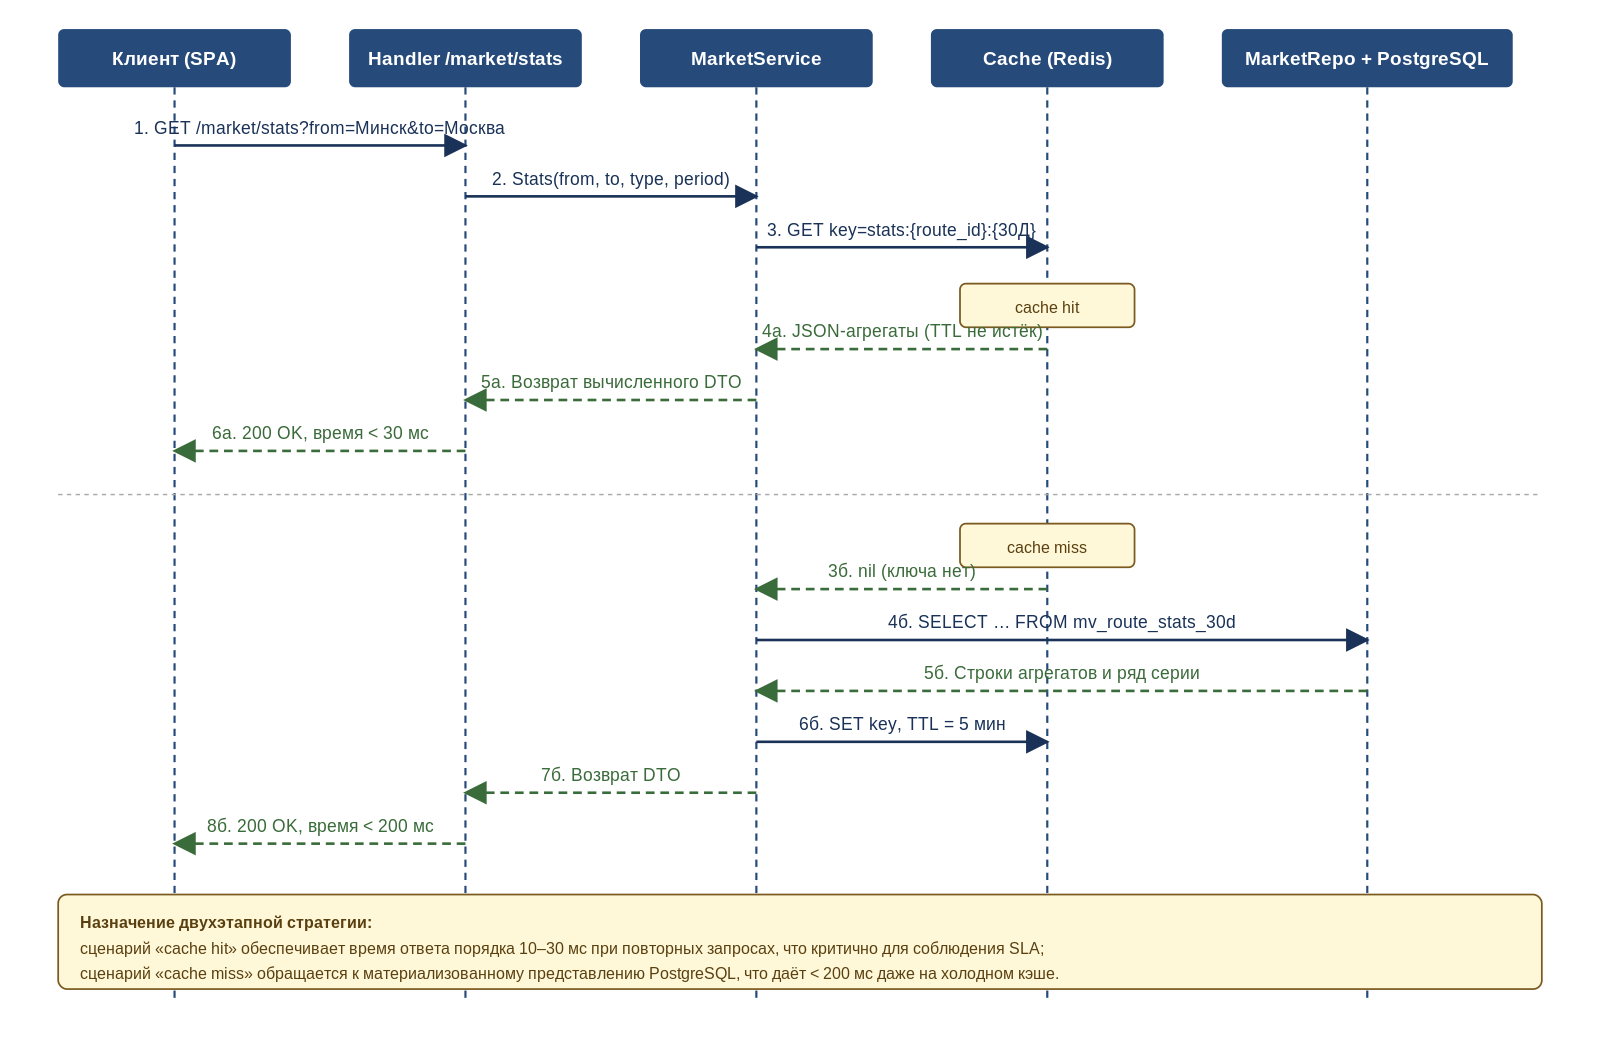 Клиент (SPA)
Handler /market/stats
MarketService
Cache (Redis)
MarketRepo + PostgreSQL
1. GET /market/stats?from=Минск&to=Москва
2. Stats(from, to, type, period)
3. GET key=stats:{route_id}:{30Д}
cache hit
4а. JSON-агрегаты (TTL не истёк)
5а. Возврат вычисленного DTO
6а. 200 OK, время < 30 мс
cache miss
3б. nil (ключа нет)
4б. SELECT … FROM mv_route_stats_30d
5б. Строки агрегатов и ряд серии
6б. SET key, TTL = 5 мин
7б. Возврат DTO
8б. 200 OK, время < 200 мс
Назначение двухэтапной стратегии:
сценарий «cache hit» обеспечивает время ответа порядка 10–30 мс при повторных запросах, что критично для соблюдения SLA;
сценарий «cache miss» обращается к материализованному представлению PostgreSQL, что даёт < 200 мс даже на холодном кэше.